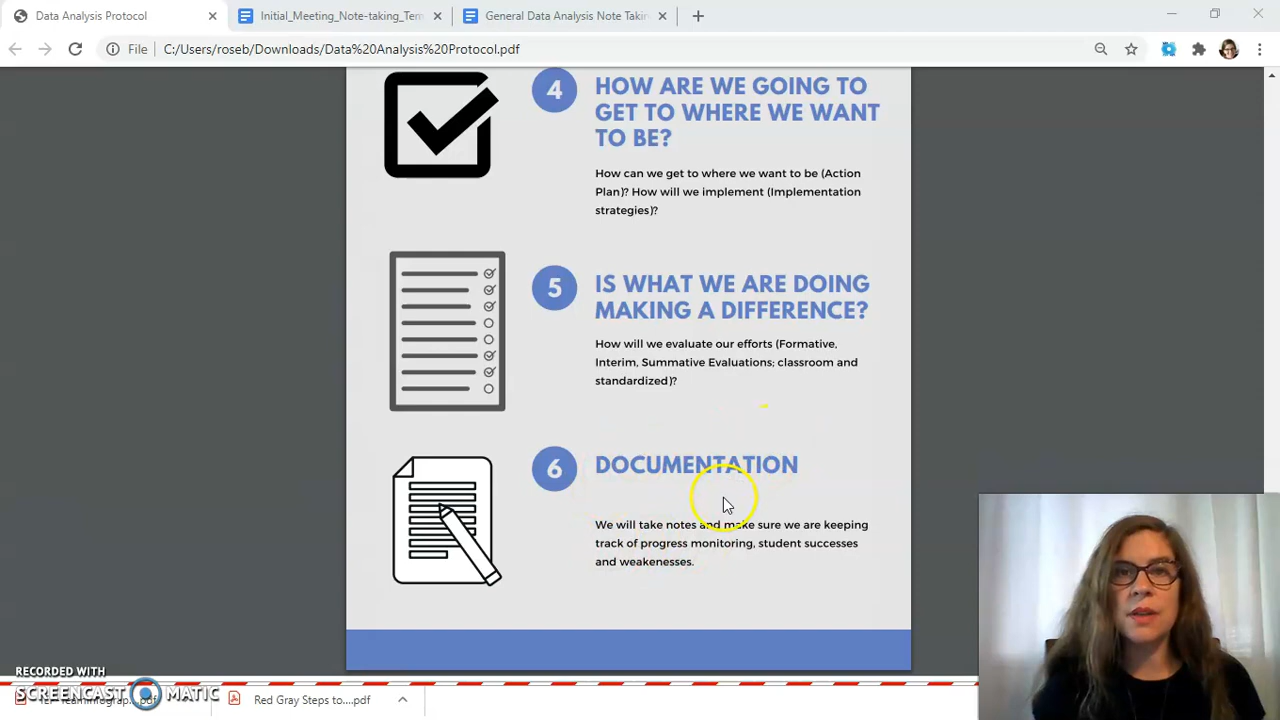 Data Analysis Protocol
Initial_Meeting_Note-taking_Tem
General Data Analysis Note Takin
File
C:/Users/roseb/Downloads/Data%20Analysis%20Protocol.pdf
4
HOW ARE WE GOING TO
GET TO WHERE WE WANT
TO BE?
How can we get to where we want to be (Action
Plan)? How will we implement (Implementation
strategies)?
5
IS WHAT WE ARE DOING
MAKING A DIFFERENCE?
How will we evaluate our efforts (Formative,
Interim, Summative Evaluations; classroom and
standardized)?
6
DOCUMENTATION
We will take notes and make sure we are keeping
track of progress monitoring, student successes
and weakenesses.
RECORDED WITH
SCREENCAST MATIC
Red Gray Steps to....pdf